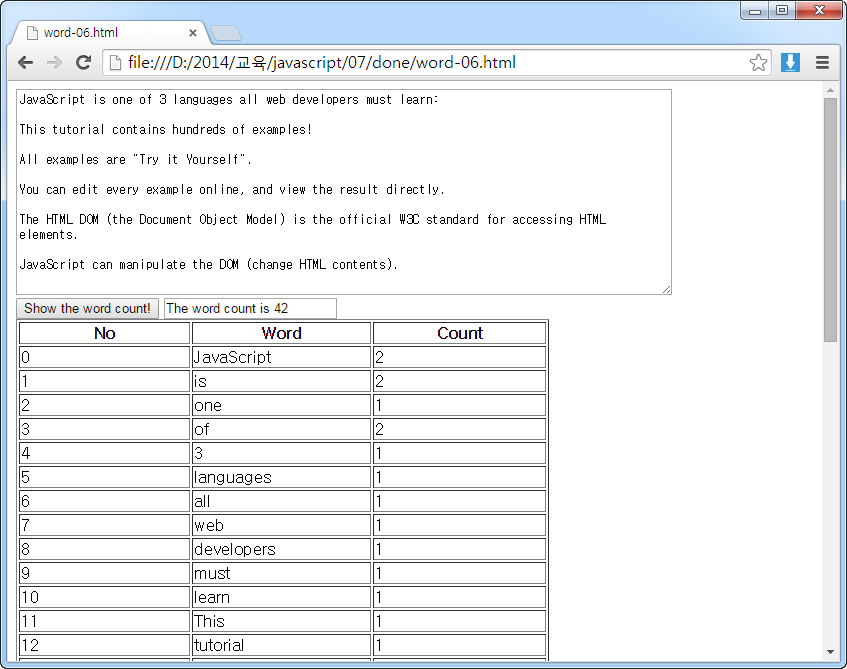 word-06.html
file:///D:/2014/교육/javascript/07/done/word-06.html
JavaScript is one of 3 languages all web developers must learn:
This tutorial contains hundreds of examples!
All examples are "Try it Yourself".
You can edit every example online, and view the result directly.
The HTML DOM (the Document Object Model) is the official W3C standard for accessing HTML
elements.
JavaScript can manipulate the DOM (change HTML contents).
Show the word count! The word count is 42
No Word Count
0 JavaScript 2
1 is 2
2 one 1
3 of 2
4 3 1
5 languages 1
6 all 1
7 web 1
8 developers 1
9 must 1
10 learn 1
11 This 1
12 tutorial 1